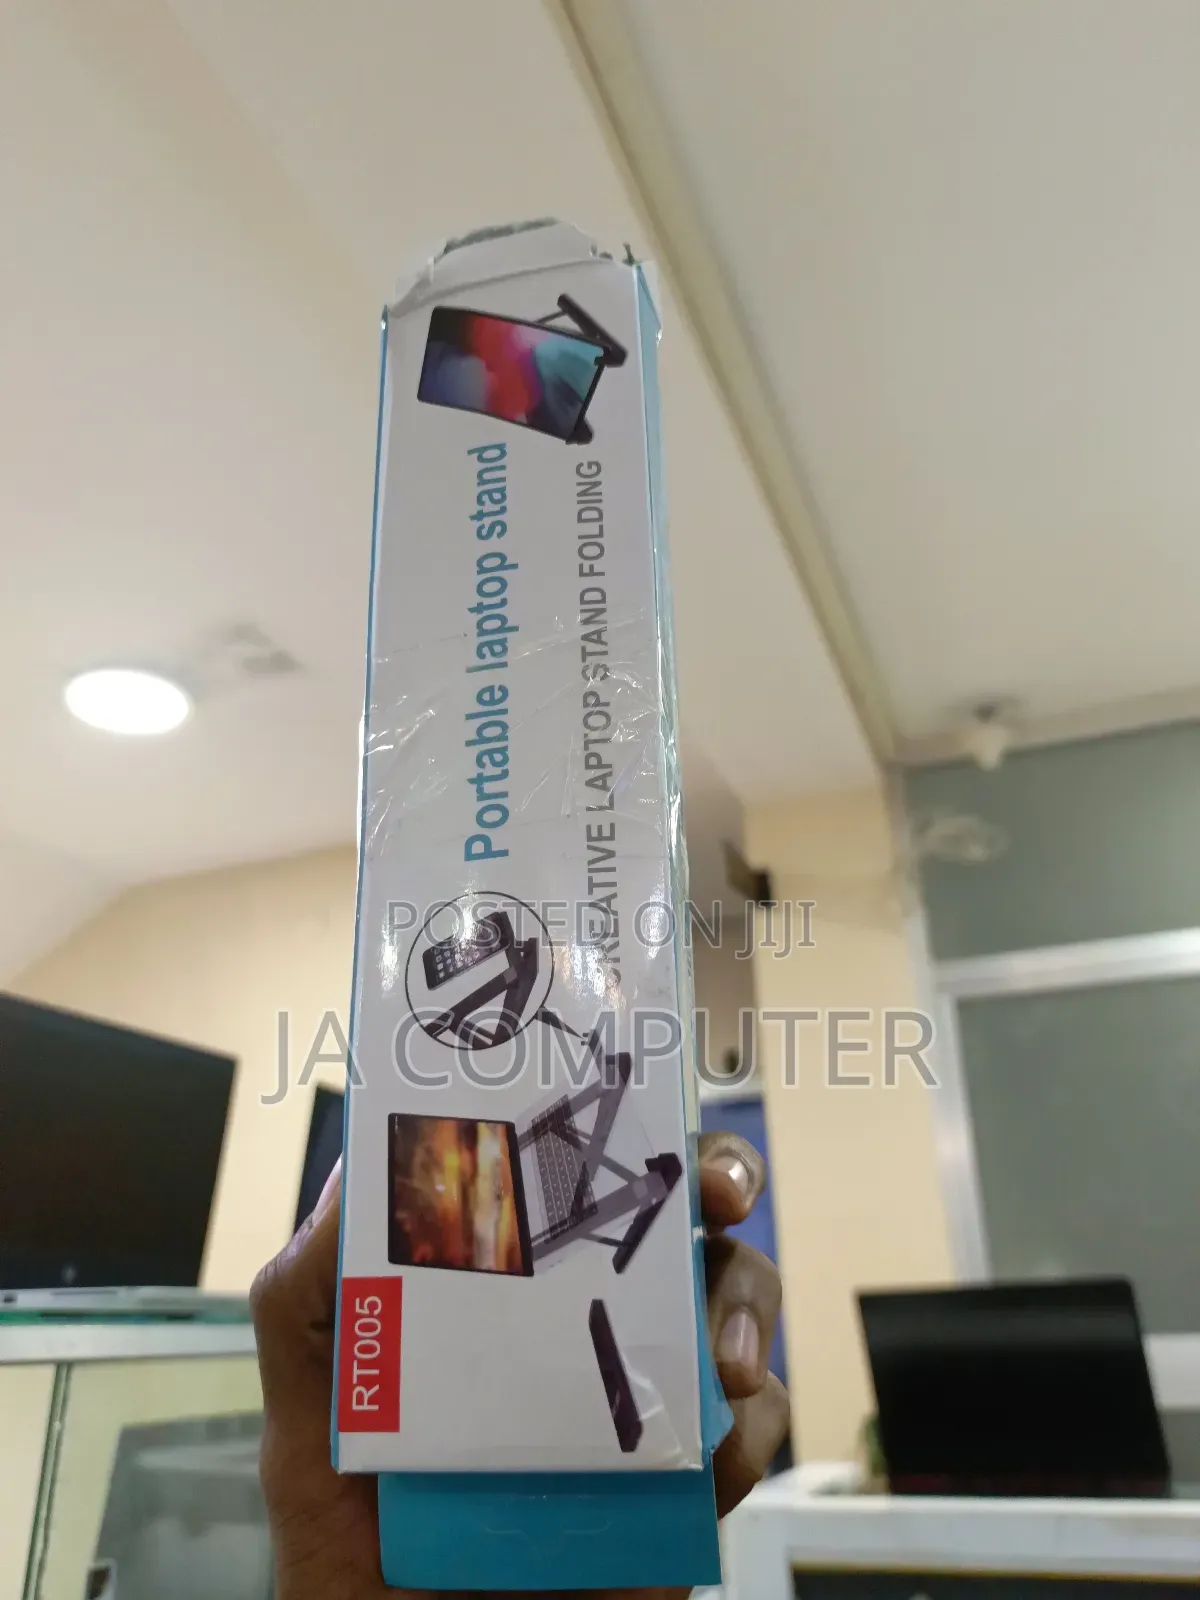 Portable laptop stand
CREATIVE LAPTOP STAND FOLDING
RT005
POSTED ON JIJI
JA COMPUTER